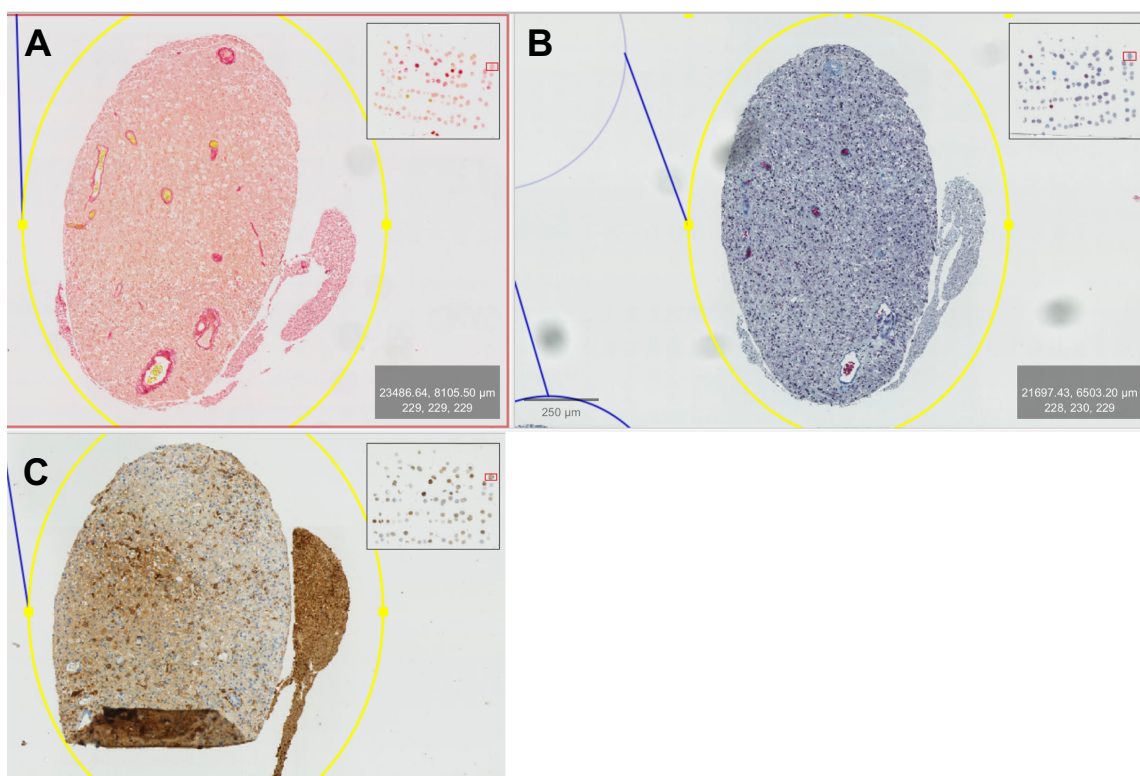 A
23486.64, 8105.50 µm
229, 229, 229
B
250 µm
21697.43, 6503.20 µm
228, 230, 229
C